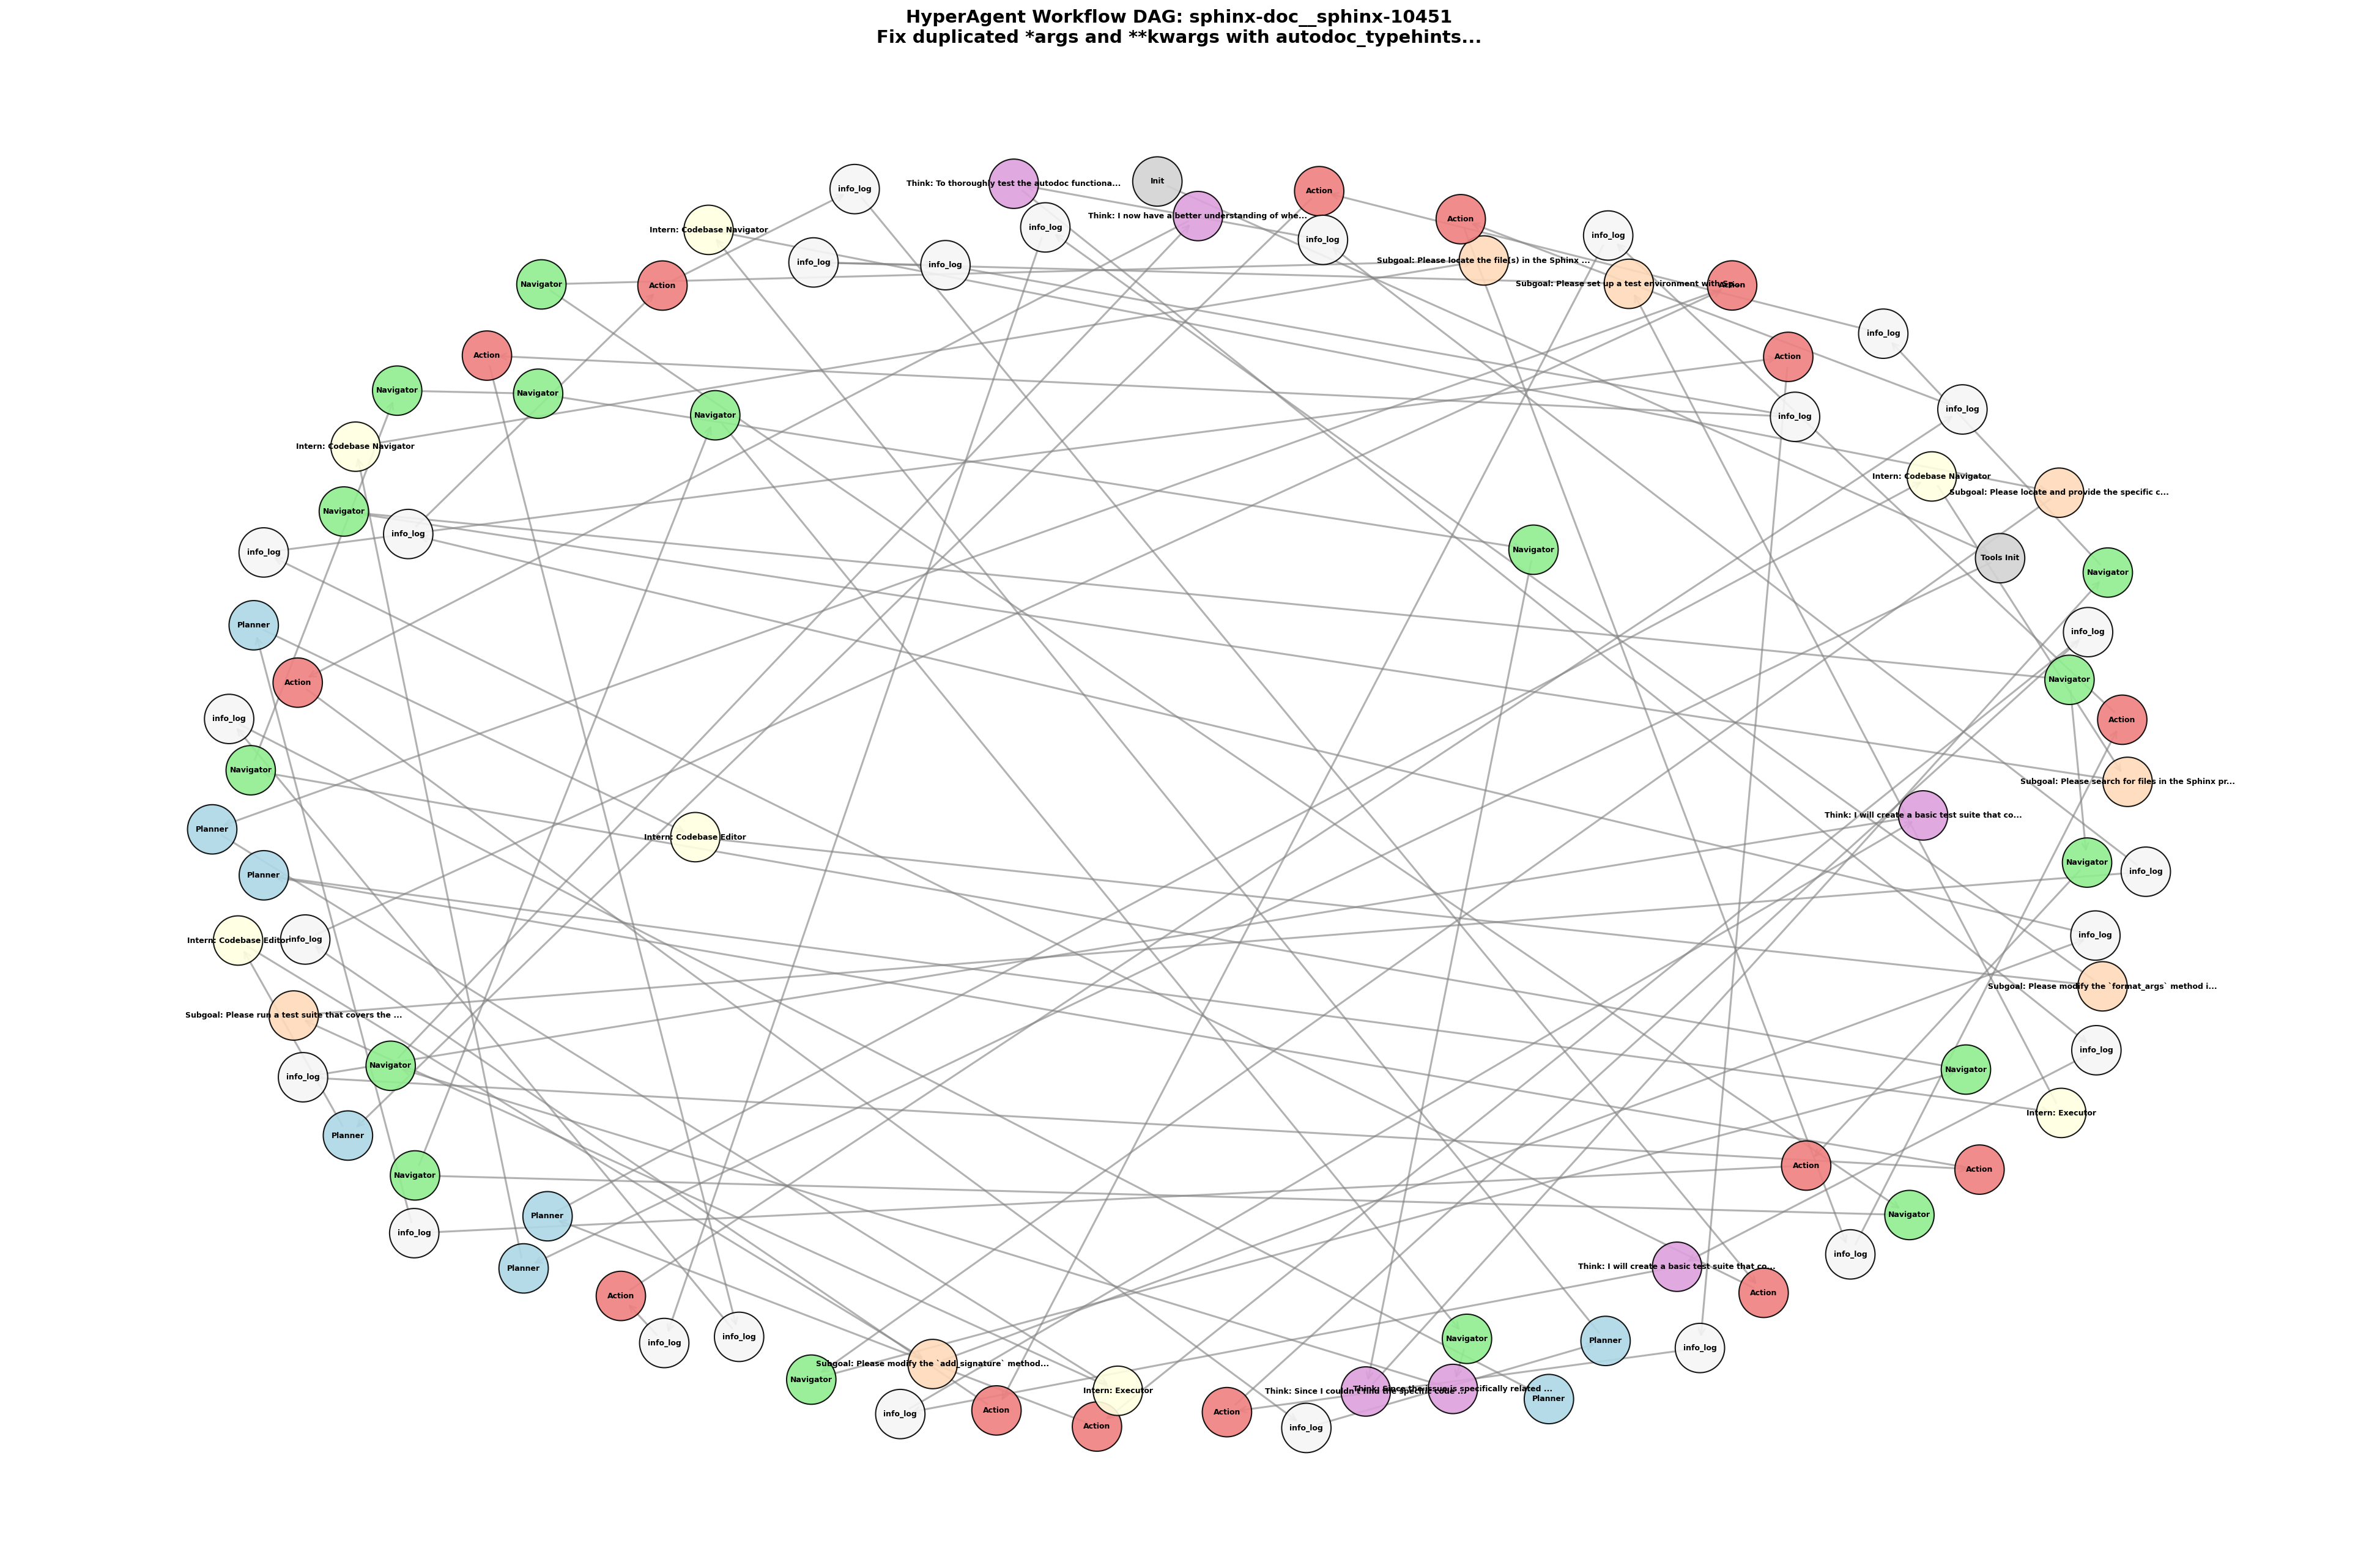 HyperAgent Workflow DAG: sphinx-doc__sphinx-10451
Fix duplicated *args and **kwargs with autodoc_typehints...
Init
Think: To thoroughly test the autodoc functiona...
info_log
Action
Think: I now have a better understanding of whe...
Action
info_log
Intern: Codebase Navigator
info_log
info_log
info_log
Subgoal: Please locate the file(s) in the Sphinx ...
info_log
info_log
Navigator
Action
Subgoal: Please set up a test environment with Sp...
Action
info_log
Action
Action
Navigator
Navigator
info_log
Navigator
info_log
Intern: Codebase Navigator
Intern: Codebase Navigator
Subgoal: Please locate and provide the specific c...
Navigator
info_log
Navigator
info_log
Tools Init
Navigator
Planner
info_log
Navigator
Action
info_log
Action
Navigator
Subgoal: Please search for files in the Sphinx pr...
Think: I will create a basic test suite that co...
Planner
Intern: Codebase Editor
Navigator
info_log
Planner
info_log
Intern: Codebase Editor
info_log
Subgoal: Please modify the `format_args` method i...
Subgoal: Please run a test suite that covers the ...
info_log
Navigator
Navigator
info_log
Intern: Executor
Planner
Action
Action
Navigator
Planner
Navigator
info_log
info_log
Planner
Think: I will create a basic test suite that co...
Action
Action
info_log
Navigator
Planner
info_log
info_log
Subgoal: Please modify the `add_signature` method...
Navigator
Intern: Executor
Think: Since I couldn't find the specific code ...
Think: Since the issue is specifically related ...
Planner
info_log
Action
Action
Action
info_log